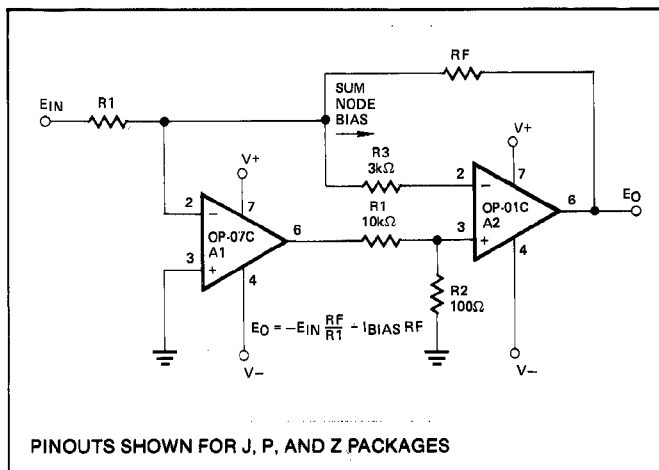 RF
EIN
R1
SUM
NODE
BIAS
V+
R3
3kΩ
V+
2
−
7
2
−
7
R1
10kΩ
OP-07C
A1
6
OP-01C
A2
6
EO
3
+
3
+
4
4
R2
100Ω
EO = −EIN RF/R1 − IBIAS RF
V−
V−
PINOUTS SHOWN FOR J, P, AND Z PACKAGES